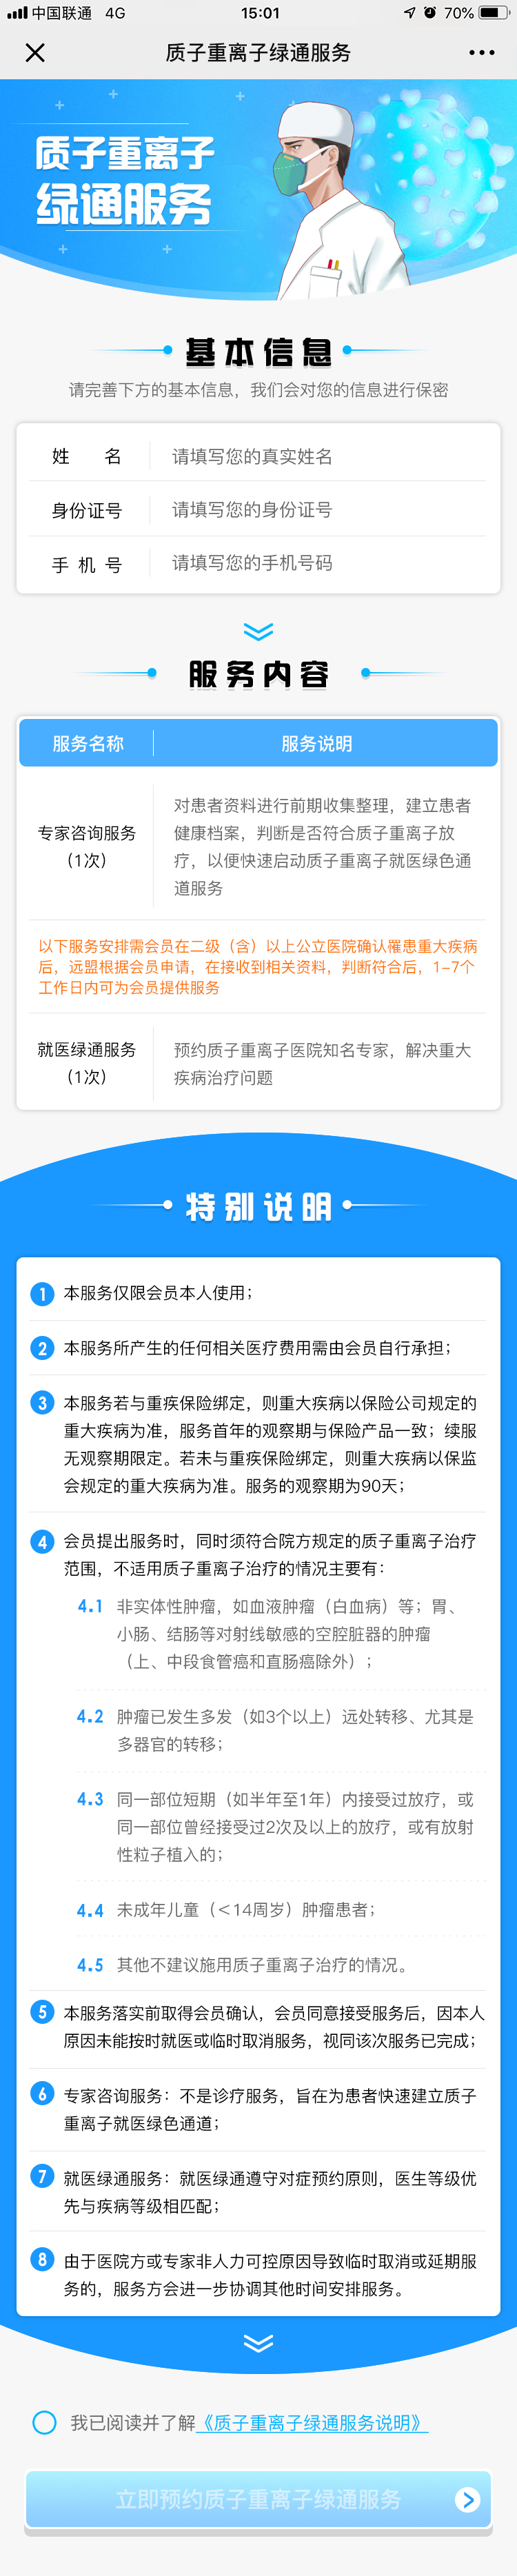 中国联通 4G 15:01 70%
质子重离子绿通服务
质子重离子
绿通服务
基本信息
请完善下方的基本信息，我们会对您的信息进行保密
姓 名 请填写您的真实姓名
身份证号 请填写您的身份证号
手机号 请填写您的手机号码
服务内容
服务名称 服务说明
专家咨询服务
（1次）
对患者资料进行前期收集整理，建立患者
健康档案，判断是否符合质子重离子放
疗，以便快速启动质子重离子就医绿色通
道服务
以下服务安排需会员在二级（含）以上公立医院确认罹患重大疾病
后，远盟根据会员申请，在接收到相关资料，判断符合后，1-7个
工作日内可为会员提供服务
就医绿通服务
（1次）
预约质子重离子医院知名专家，解决重大
疾病治疗问题
特别说明
1 本服务仅限会员本人使用；
2 本服务所产生的任何相关医疗费用需由会员自行承担；
3 本服务若与重疾保险绑定，则重大疾病以保险公司规定的
重大疾病为准，服务首年的观察期与保险产品一致；续服
无观察期限定。若未与重疾保险绑定，则重大疾病以保监
会规定的重大疾病为准。服务的观察期为90天；
4 会员提出服务时，同时须符合院方规定的质子重离子治疗
范围，不适用质子重离子治疗的情况主要有：
4.1 非实体性肿瘤，如血液肿瘤（白血病）等；胃、
小肠、结肠等对射线敏感的空腔脏器的肿瘤
（上、中段食管癌和直肠癌除外）；
4.2 肿瘤已发生多发（如3个以上）远处转移、尤其是
多器官的转移；
4.3 同一部位短期（如半年至1年）内接受过放疗，或
同一部位曾经接受过2次及以上的放疗，或有放射
性粒子植入的；
4.4 未成年儿童（＜14周岁）肿瘤患者；
4.5 其他不建议施用质子重离子治疗的情况。
5 本服务落实前取得会员确认，会员同意接受服务后，因本人
原因未能按时就医或临时取消服务，视同该次服务已完成；
6 专家咨询服务：不是诊疗服务，旨在为患者快速建立质子
重离子就医绿色通道；
7 就医绿通服务：就医绿通遵守对症预约原则，医生等级优
先与疾病等级相匹配；
8 由于医院方或专家非人力可控原因导致临时取消或延期服
务的，服务方会进一步协调其他时间安排服务。
我已阅读并了解《质子重离子绿通服务说明》
立即预约质子重离子绿通服务